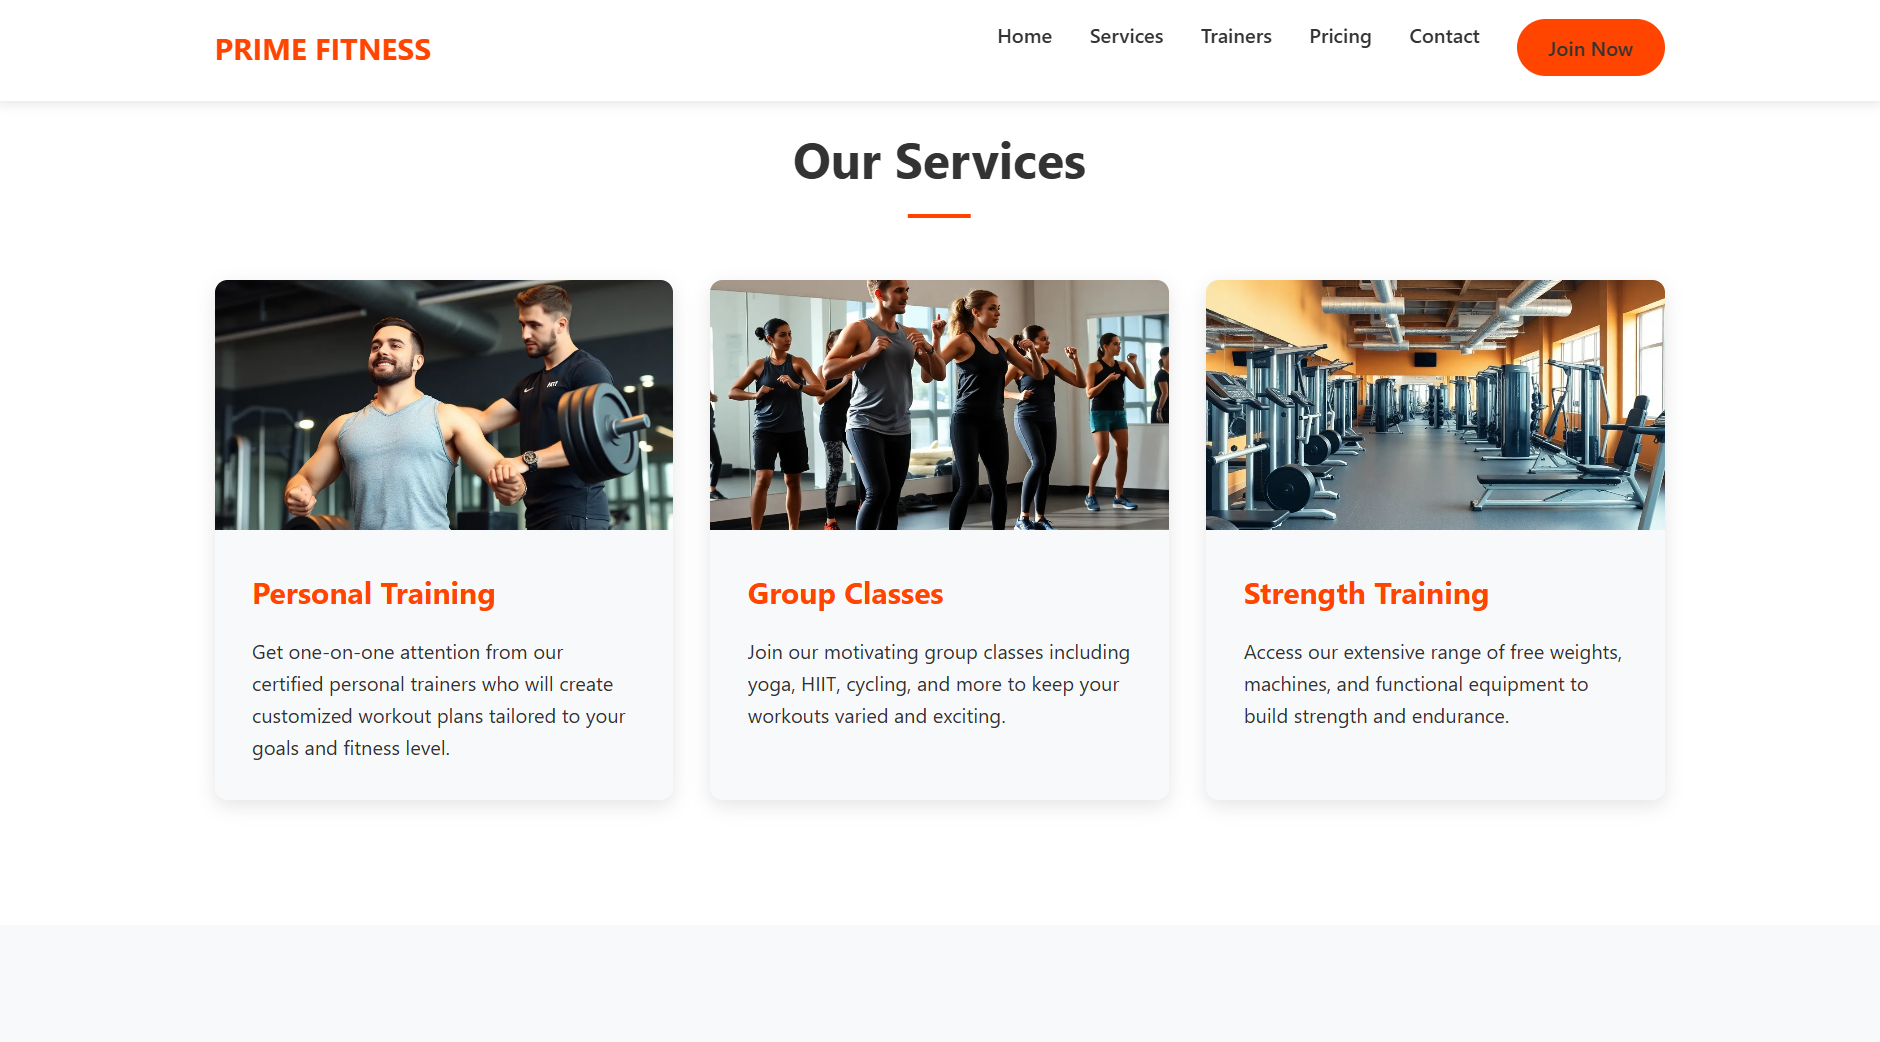 PRIME FITNESS
Home
Services
Trainers
Pricing
Contact
Join Now
Our Services
Personal Training
Get one-on-one attention from our
certified personal trainers who will create
customized workout plans tailored to your
goals and fitness level.
Group Classes
Join our motivating group classes including
yoga, HIIT, cycling, and more to keep your
workouts varied and exciting.
Strength Training
Access our extensive range of free weights,
machines, and functional equipment to
build strength and endurance.